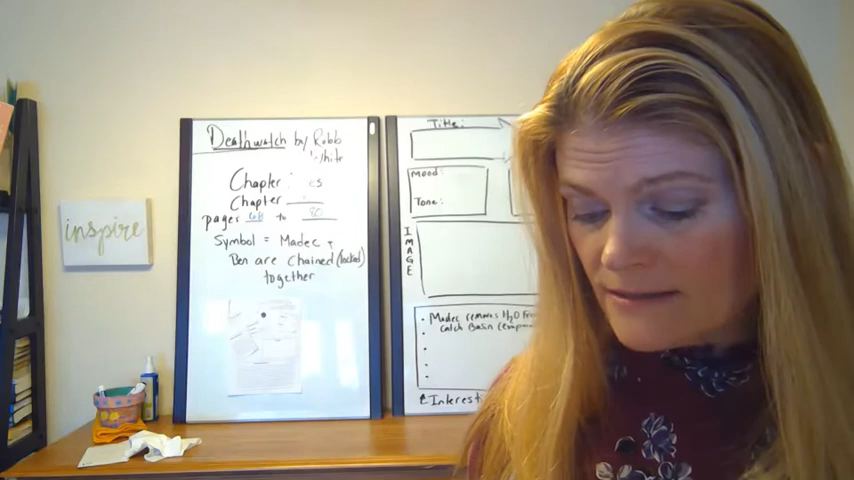 inspire
Deathwatch by Robb
White
Chapter:
Chapter
pages to 80
Symbol = Madec +
Ben are chained (locked)
together
Title:
Mood:
Tone:
IMAGE
• Madec removes H2O from
catch Basin
Interest